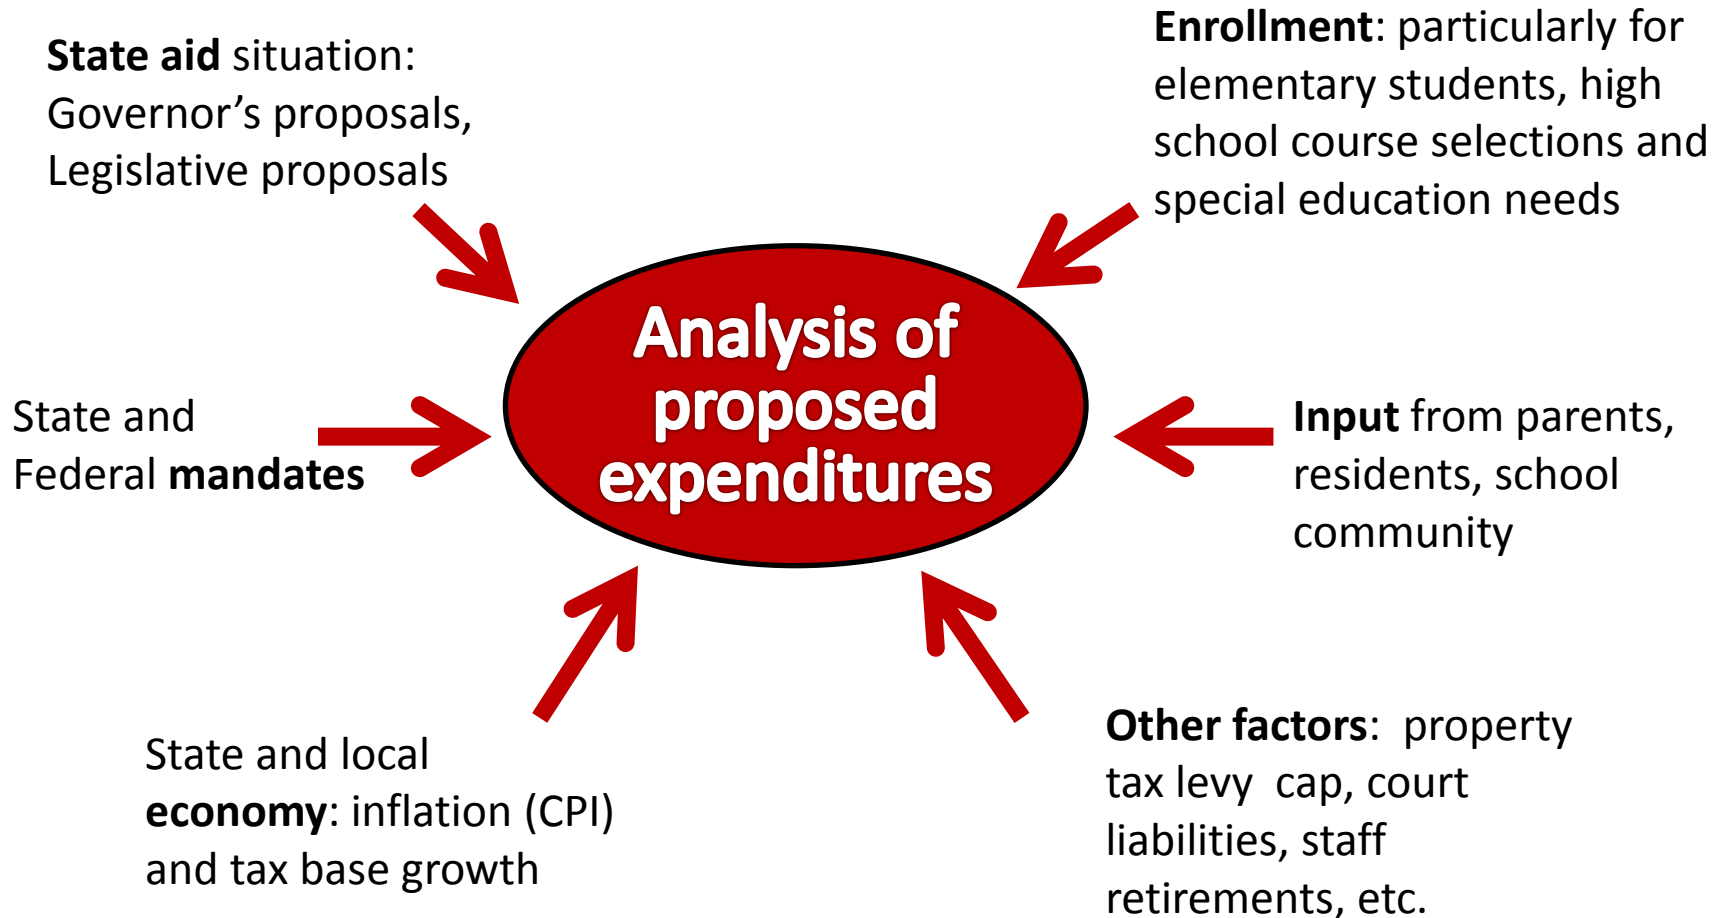 State aid situation:
Governor’s proposals,
Legislative proposals
Enrollment: particularly for
elementary students, high
school course selections and
special education needs
Analysis of
proposed
expenditures
State and
Federal mandates
Input from parents,
residents, school
community
State and local
economy: inflation (CPI)
and tax base growth
Other factors:  property
tax levy  cap, court
liabilities, staff
retirements, etc.